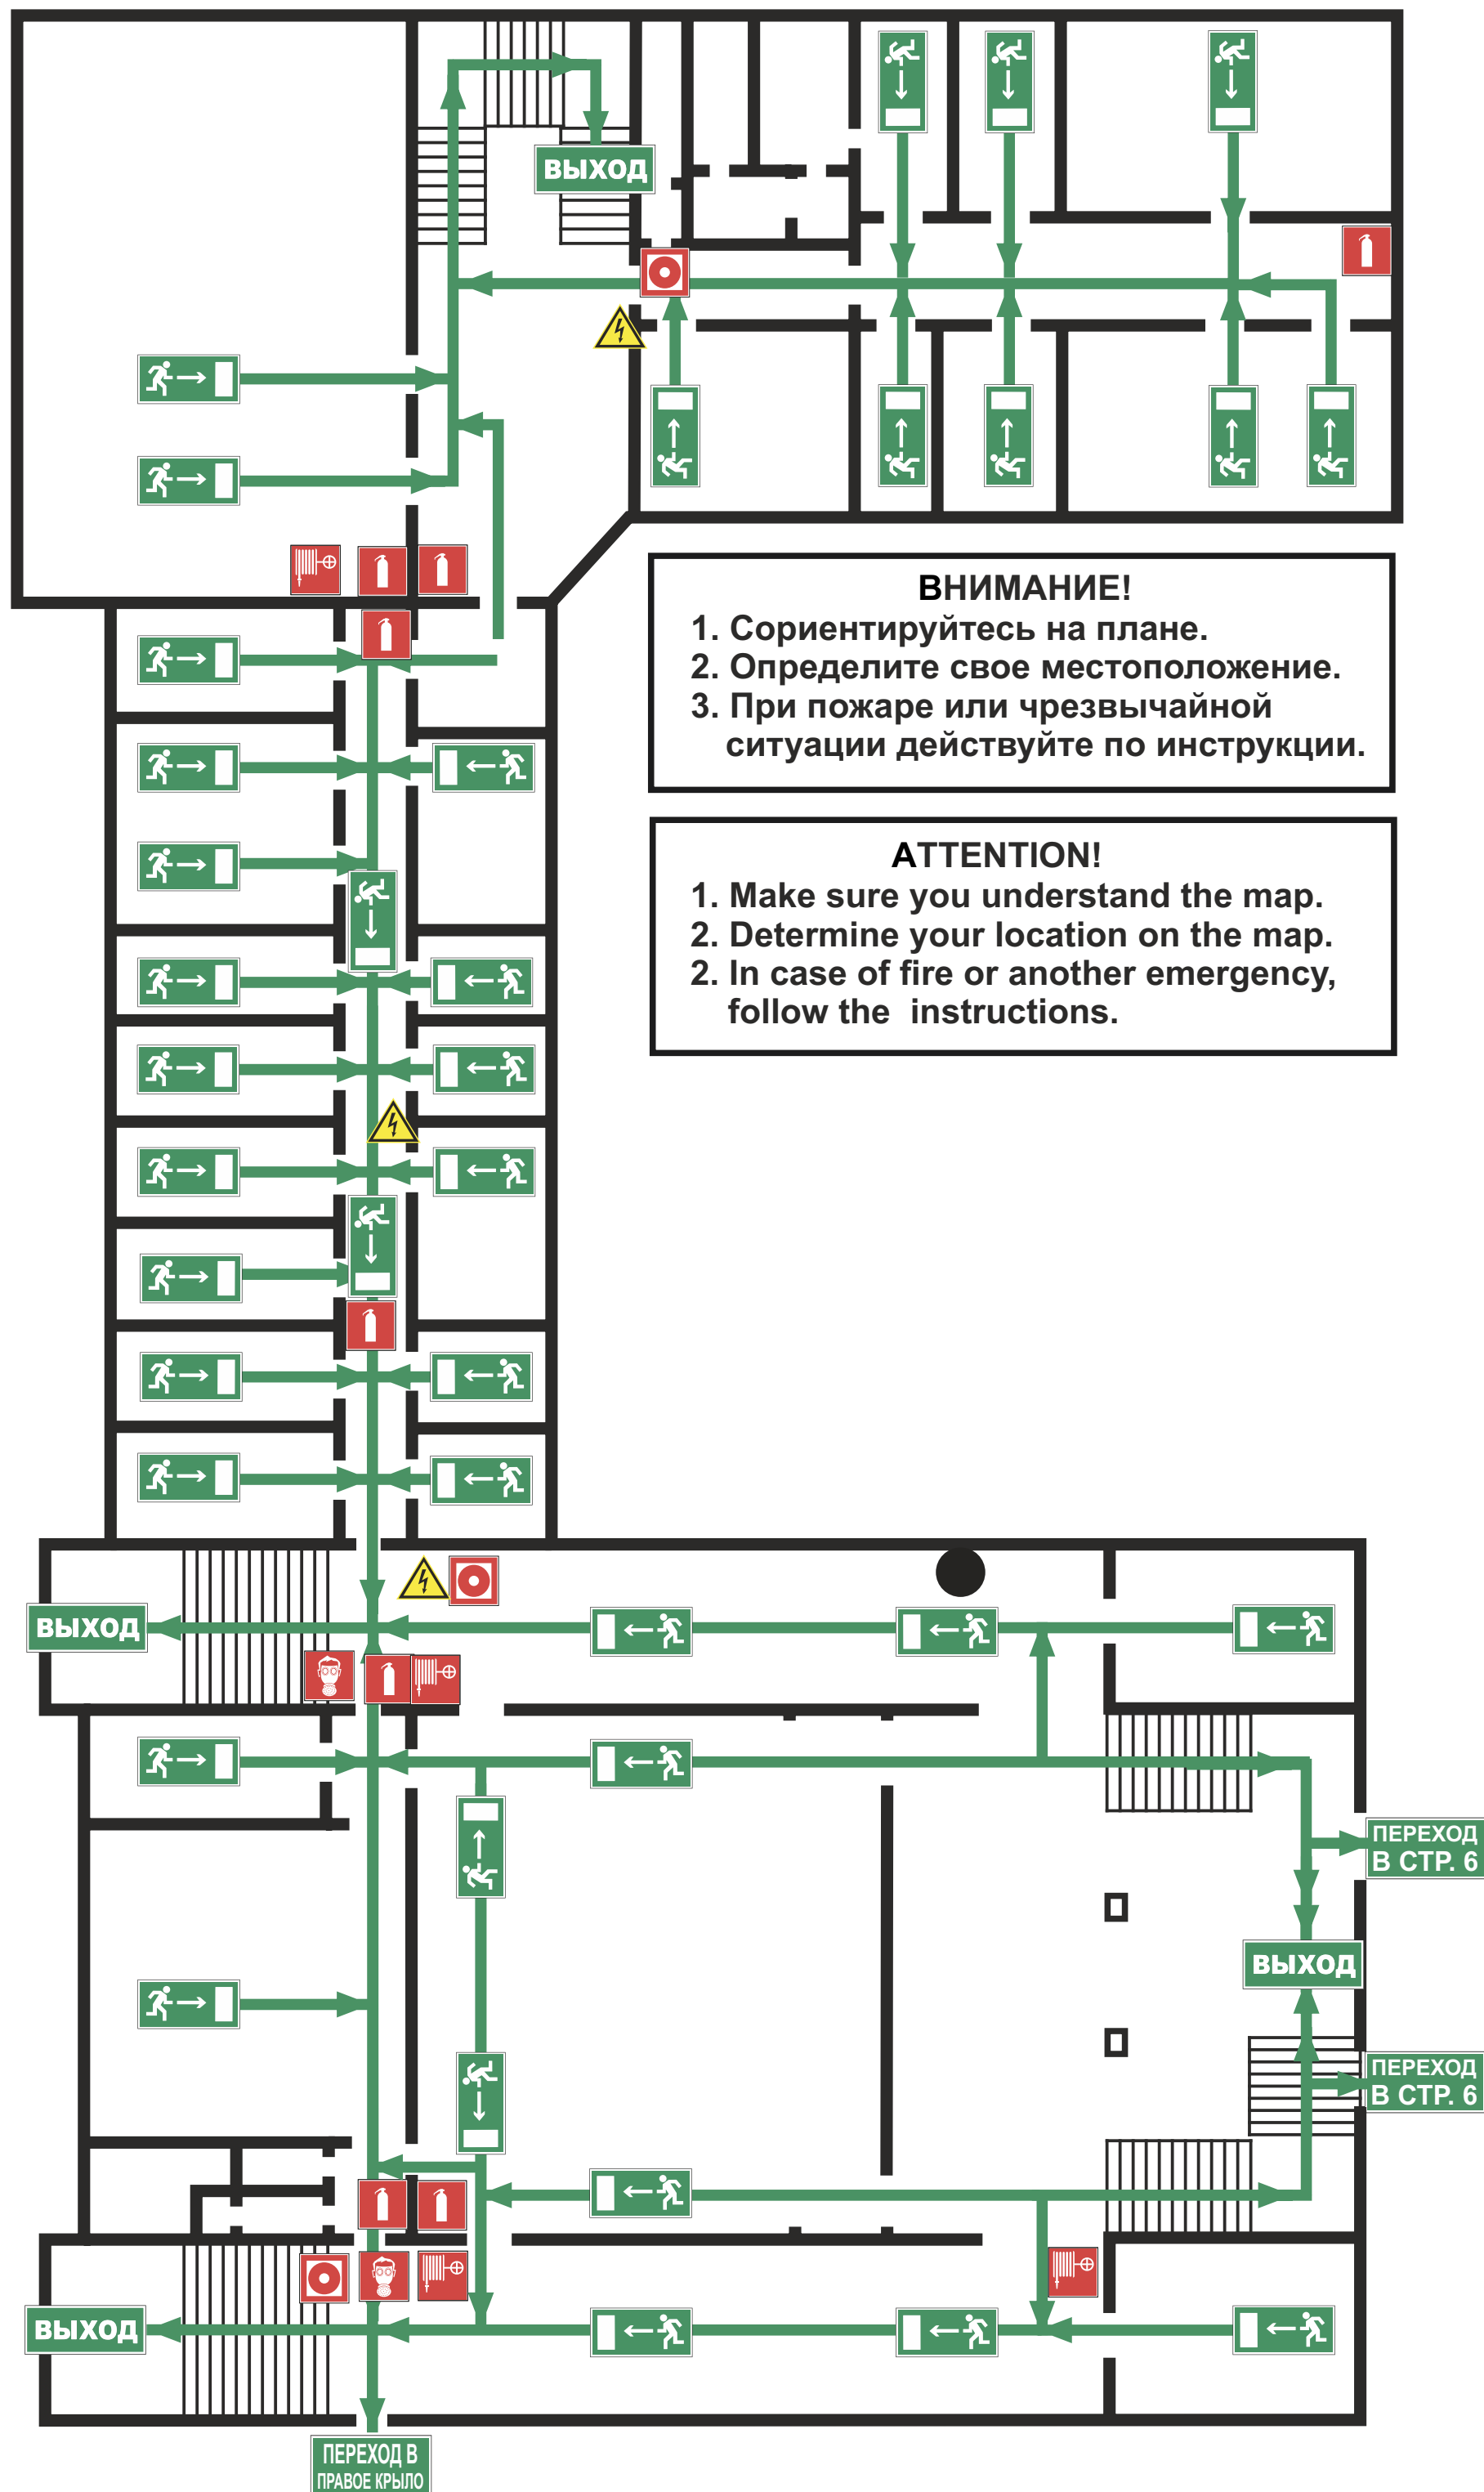 ВЫХОД
ВНИМАНИЕ!
1. Сориентируйтесь на плане.
2. Определите свое местоположение.
3. При пожаре или чрезвычайной
ситуации действуйте по инструкции.
ATTENTION!
1. Make sure you understand the map.
2. Determine your location on the map.
2. In case of fire or another emergency,
follow the instructions.
ВЫХОД
ПЕРЕХОД
В СТР. 6
ВЫХОД
ПЕРЕХОД
В СТР. 6
ВЫХОД
ПЕРЕХОД В
ПРАВОЕ КРЫЛО